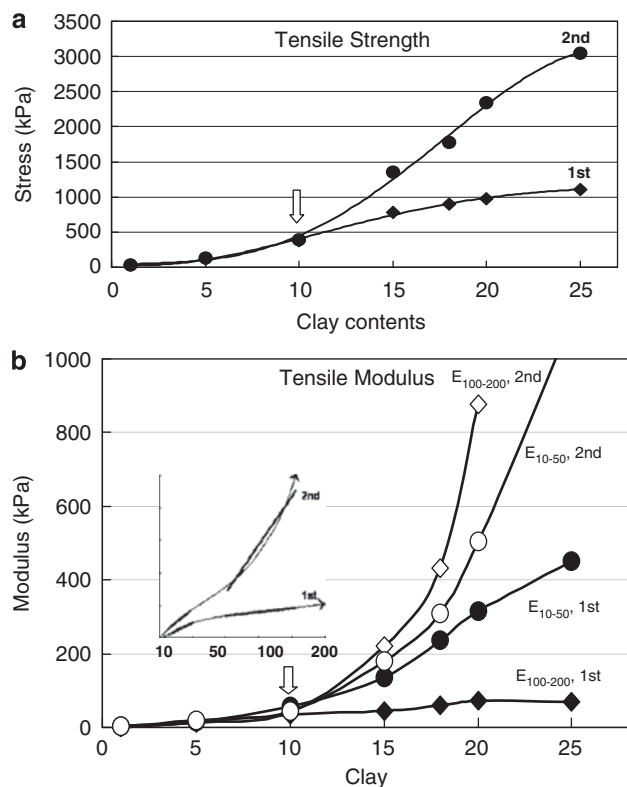 a
Tensile Strength
2nd
1st
Stress (kPa)
3500
3000
2500
2000
1500
1000
500
0
0 5 10 15 20 25
Clay contents
b
Tensile Modulus
E100-200, 2nd
E10-50, 2nd
E10-50, 1st
E100-200, 1st
Modulus (kPa)
1000
800
600
400
200
0
2nd
1st
10 50 100 200
0 5 10 15 20 25
Clay